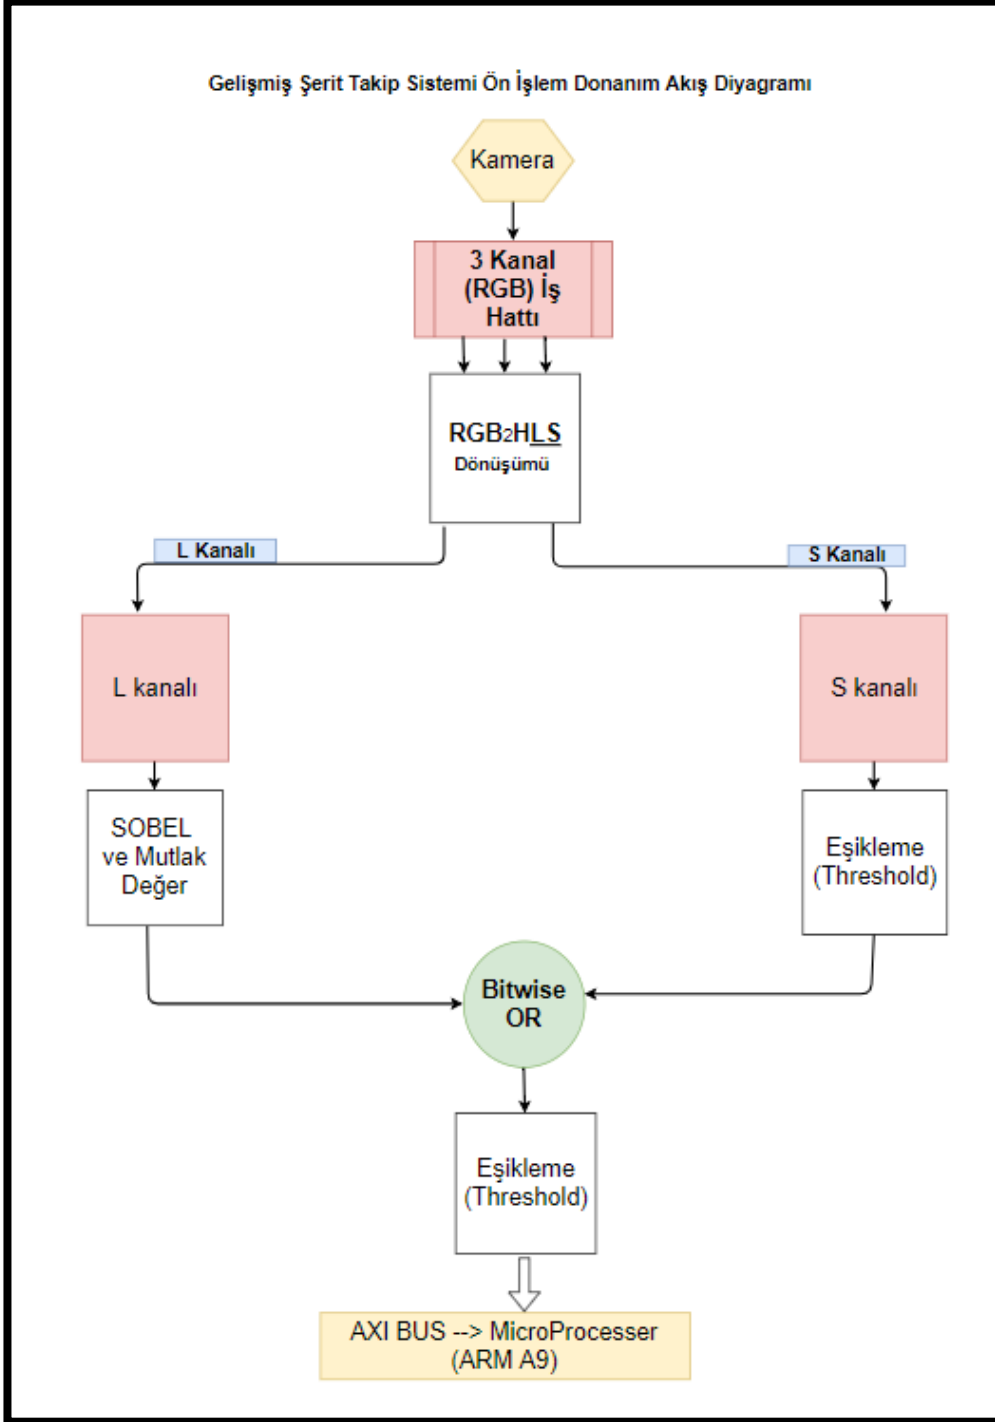 Gelişmiş Şerit Takip Sistemi Ön İşlem Donanım Akış Diyagramı
Kamera
3 Kanal
(RGB) İş
Hattı
RGB2HLS
Dönüşümü
L Kanalı
S Kanalı
L kanalı
S kanalı
SOBEL
ve Mutlak
Değer
Eşikleme
(Threshold)
Bitwise
OR
Eşikleme
(Threshold)
AXI BUS --> MicroProcesser
(ARM A9)